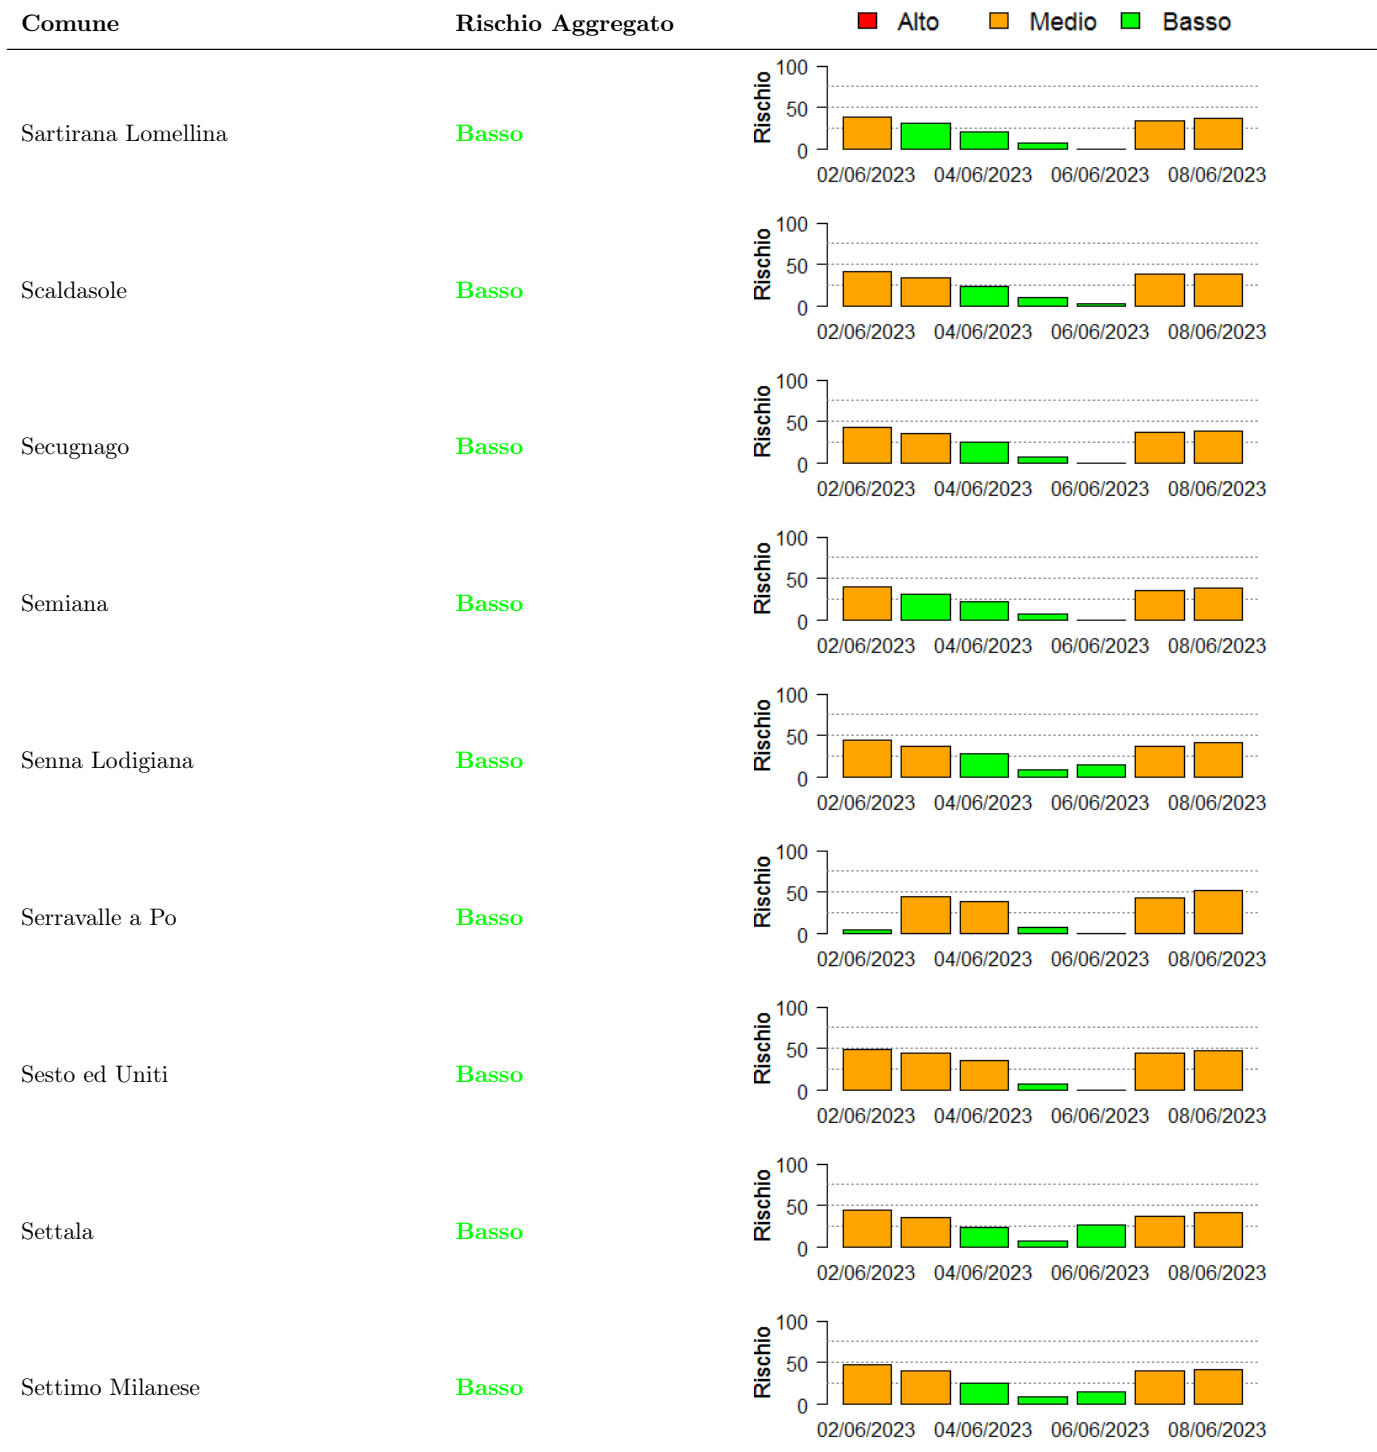 Comune Rischio Aggregato Alto Medio Basso
Sartirana Lomellina Basso Rischio 100 50 0
02/06/2023 04/06/2023 06/06/2023 08/06/2023
Scaldasole Basso Rischio 100 50 0
02/06/2023 04/06/2023 06/06/2023 08/06/2023
Secugnago Basso Rischio 100 50 0
02/06/2023 04/06/2023 06/06/2023 08/06/2023
Semiana Basso Rischio 100 50 0
02/06/2023 04/06/2023 06/06/2023 08/06/2023
Senna Lodigiana Basso Rischio 100 50 0
02/06/2023 04/06/2023 06/06/2023 08/06/2023
Serravalle a Po Basso Rischio 100 50 0
02/06/2023 04/06/2023 06/06/2023 08/06/2023
Sesto ed Uniti Basso Rischio 100 50 0
02/06/2023 04/06/2023 06/06/2023 08/06/2023
Settala Basso Rischio 100 50 0
02/06/2023 04/06/2023 06/06/2023 08/06/2023
Settimo Milanese Basso Rischio 100 50 0
02/06/2023 04/06/2023 06/06/2023 08/06/2023